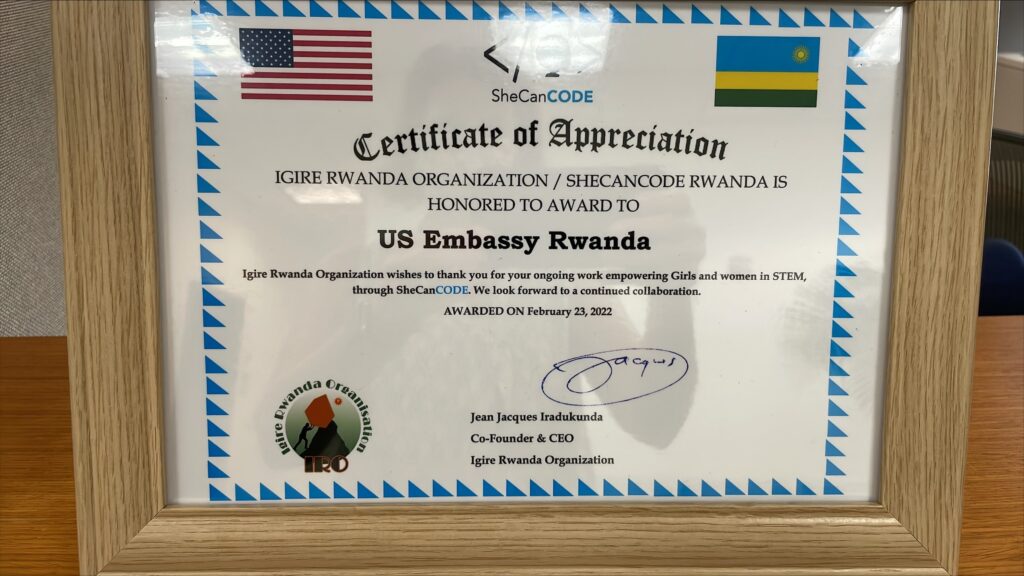 SheCanCODE
Certificate of Appreciation
IGIRE RWANDA ORGANIZATION / SHECANCODE RWANDA IS
HONORED TO AWARD TO
US Embassy Rwanda
Igire Rwanda Organization wishes to thank you for your ongoing work empowering Girls and women in STEM,
through SheCanCODE. We look forward to a continued collaboration.
AWARDED ON February 23, 2022
Jacques
Jean Jacques Iradukunda
Co-Founder & CEO
Igire Rwanda Organization
Igire Rwanda Organisation
IRO